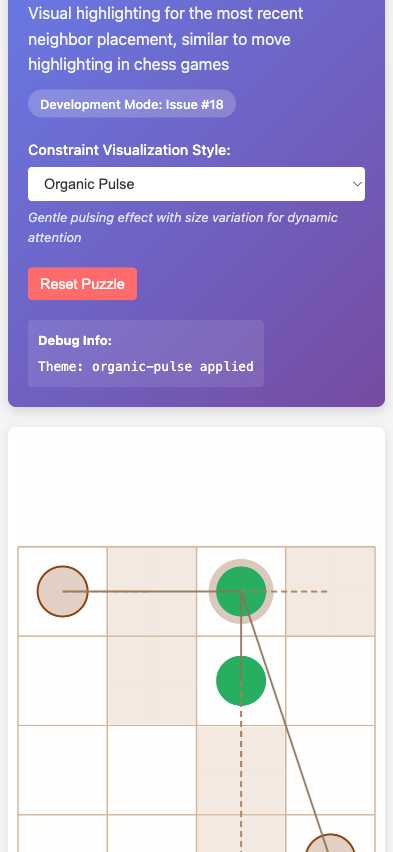 Visual highlighting for the most recent
neighbor placement, similar to move
highlighting in chess games
Development Mode: Issue #18
Constraint Visualization Style:
Organic Pulse
Gentle pulsing effect with size variation for dynamic
attention
Reset Puzzle
Debug Info:
Theme: organic-pulse applied